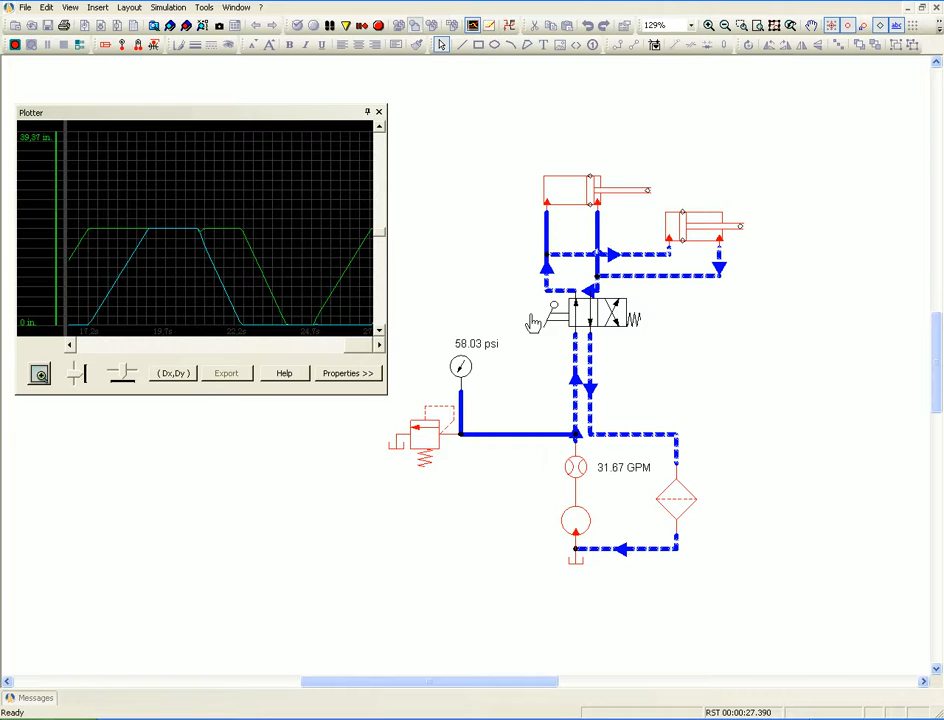 File Edit View Insert Layout Simulation Tools Window ?
129%
B I U A A
T
Plotter
39,37 in.
0 in.
17,2s 19,7s 22,2s 24,7s 27
(Dx,Dy) Export Help Properties >>
58.03 psi
31.67 GPM
Messages
Ready
RST 00:00:27.390